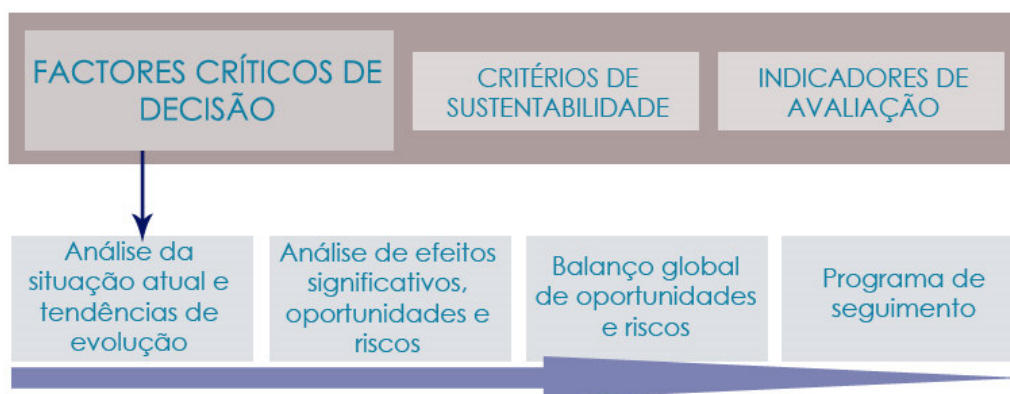 FACTORES CRÍTICOS DE
DECISÃO
CRITÉRIOS DE
SUSTENTABILIDADE
INDICADORES DE
AVALIAÇÃO
Análise da
situação atual e
tendências de
evolução
Análise de efeitos
significativos,
oportunidades e
riscos
Balanço global
de oportunidades
e riscos
Programa de
seguimento